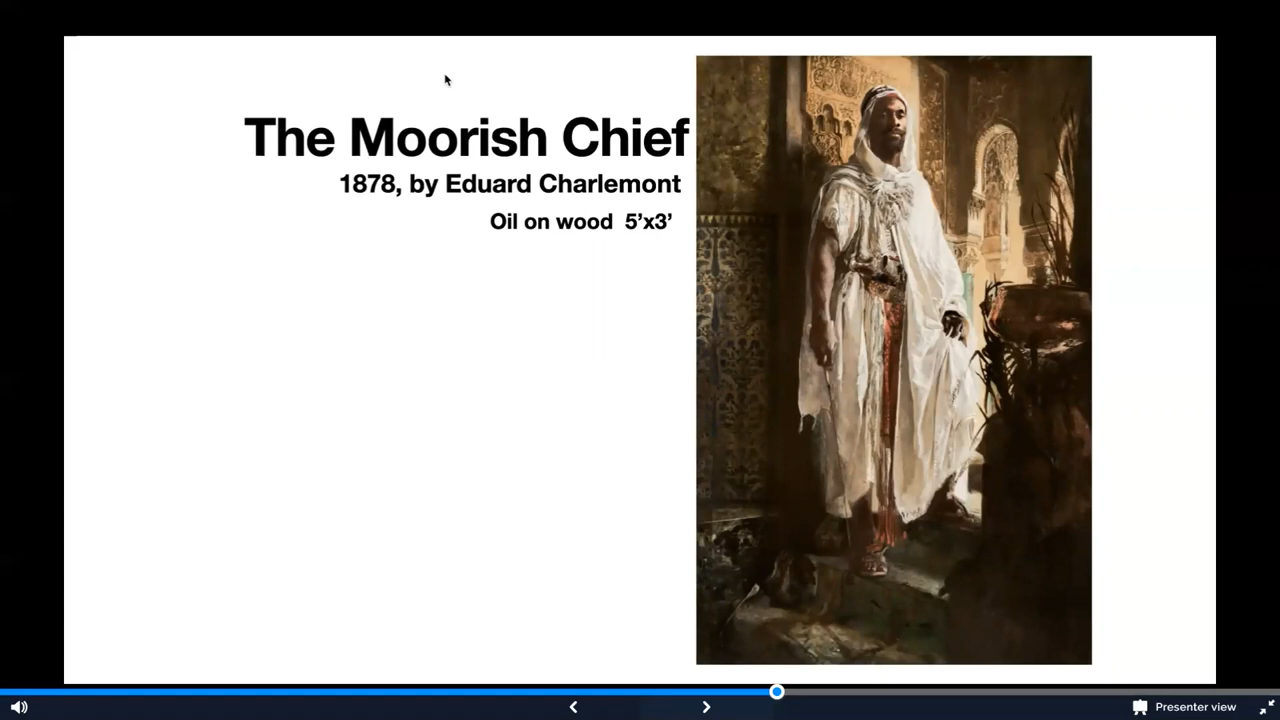 The Moorish Chief
1878, by Eduard Charlemont
Oil on wood 5’x3’
Presenter view